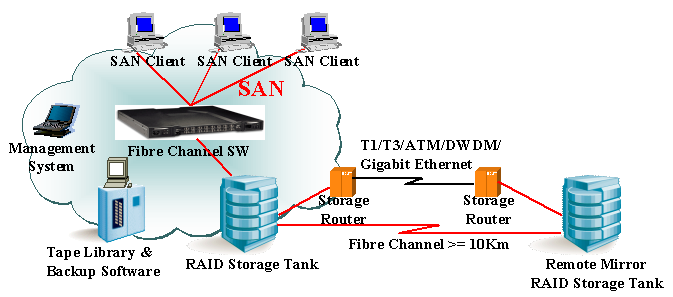 SAN Client
SAN Client
SAN Client
SAN
Management
System
Fibre Channel SW
T1/T3/ATM/DWDM/
Gigabit Ethernet
Storage
Router
Storage
Router
Tape Library &
Backup Software
RAID Storage Tank
Fibre Channel >= 10Km
Remote Mirror
RAID Storage Tank